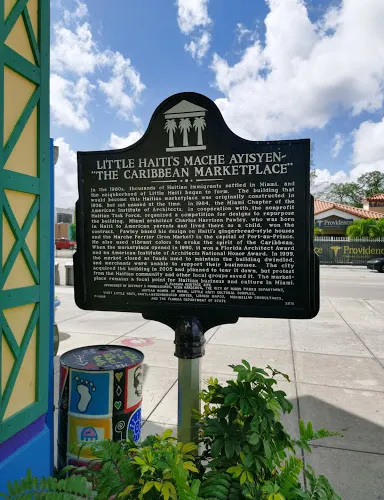 LITTLE HAITI'S MACHE AYISYEN-
"THE CARIBBEAN MARKETPLACE"
In the 1980s, thousands of Haitian immigrants settled in Miami, and
the neighborhood of Little Haiti began to form. The building that
would become this Haitian marketplace was originally constructed in
1936, but sat unused at the time. In 1984, the Miami Chapter of the
American Institute of Architects, in cooperation with the nonprofit
Haitian Task Force, organized a competition for designs to repurpose
the building. Miami architect Charles Harrison Pawley, who was born
in Haiti to American parents and lived there as a child, won the
contest. Pawley based his design on Haiti's gingerbread-style houses
and the Marche Ferrier (Iron Market) in the capital of Port-au-Prince.
He also used vibrant colors to evoke the spirit of the Caribbean.
When the marketplace opened in 1990, it won a Florida Architect Award
and an American Institute of Architects National Honor Award. In 1999,
the market closed as funds used to maintain the building dwindled,
and merchants were unable to support their businesses. The city
acquired the building in 2005 and planned to tear it down, but protest
from the Haitian community and other local groups saved it. The market-
place remains a focal point for Haitian business and culture in Miami.
A FLORIDA HERITAGE SITE
AND THE FLORIDA DEPARTMENT OF STATE
Providencia
Providencia